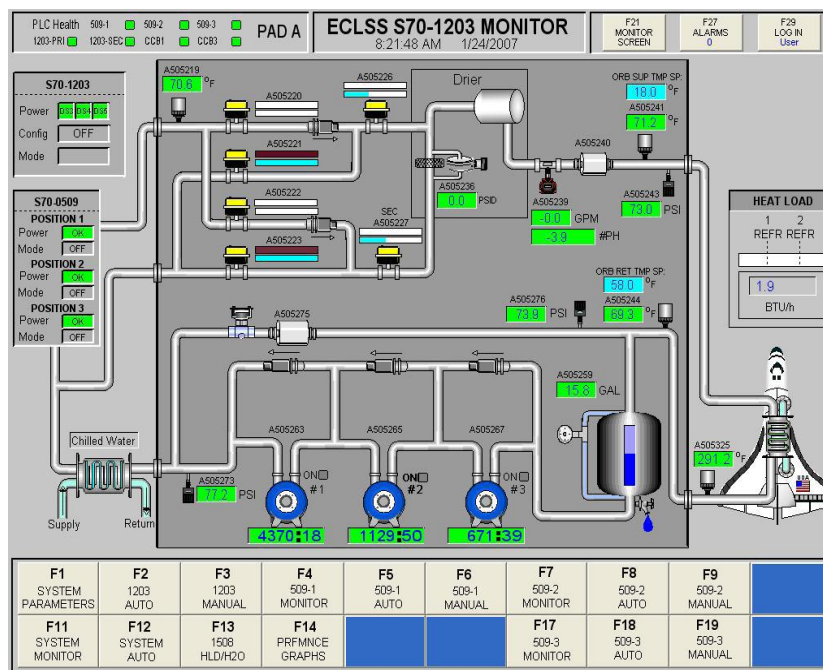 PLC Health 509-1 509-2 509-3
1203-PRI 1203-SEC CCB1 CCB3
PAD A
ECLSS S70-1203 MONITOR
8:21:48 AM 1/24/2007
F21
MONITOR
SCREEN
F27
ALARMS
0
F29
LOG IN
User
S70-1203
Power DS3 DS4 DS5
Config OFF
Mode
S70-0509
POSITION 1
Power OK
Mode OFF
POSITION 2
Power OK
Mode OFF
POSITION 3
Power OK
Mode OFF
A505219
70.6 °F
A505220
A505221
A505222
A505223
A505226
SEC
A505227
Drier
A505236
0.0 PSID
A505239
-0.0 GPM
-3.9 #PH
A505240
ORB SUP TMP SP:
18.0 °F
A505241
71.2 °F
A505243
73.0 PSI
HEAT LOAD
1 2
REFR REFR
1.9
BTU/h
ORB RET TMP SP:
58.0 °F
A505244
69.3 °F
A505276
73.9 PSI
A505275
A505259
15.8 GAL
A505263
ON
#1
4370:18
A505265
ON
#2
1129:50
A505267
ON
#3
671:39
A505273
77.2 PSI
A505325
291.2 °F
USA
Chilled Water
Supply Return
F1
SYSTEM
PARAMETERS
F2
1203
AUTO
F3
1203
MANUAL
F4
509-1
MONITOR
F5
509-1
AUTO
F6
509-1
MANUAL
F7
509-2
MONITOR
F8
509-2
AUTO
F9
509-2
MANUAL
F11
SYSTEM
MONITOR
F12
SYSTEM
AUTO
F13
1508
HLD/H2O
F14
PRFMNCE
GRAPHS
F17
509-3
MONITOR
F18
509-3
AUTO
F19
509-3
MANUAL